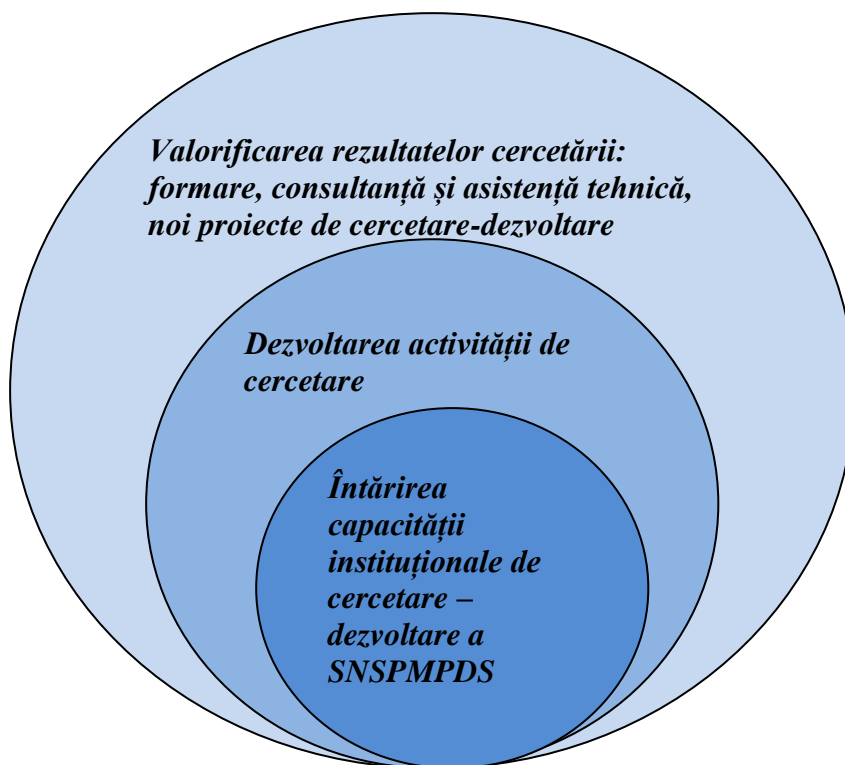 Valorificarea rezultatelor cercetării:
formare, consultanță și asistență tehnică,
noi proiecte de cercetare-dezvoltare
Dezvoltarea activității de
cercetare
Întărirea
capacității
instituționale de
cercetare –
dezvoltare a
SNSPMPDS